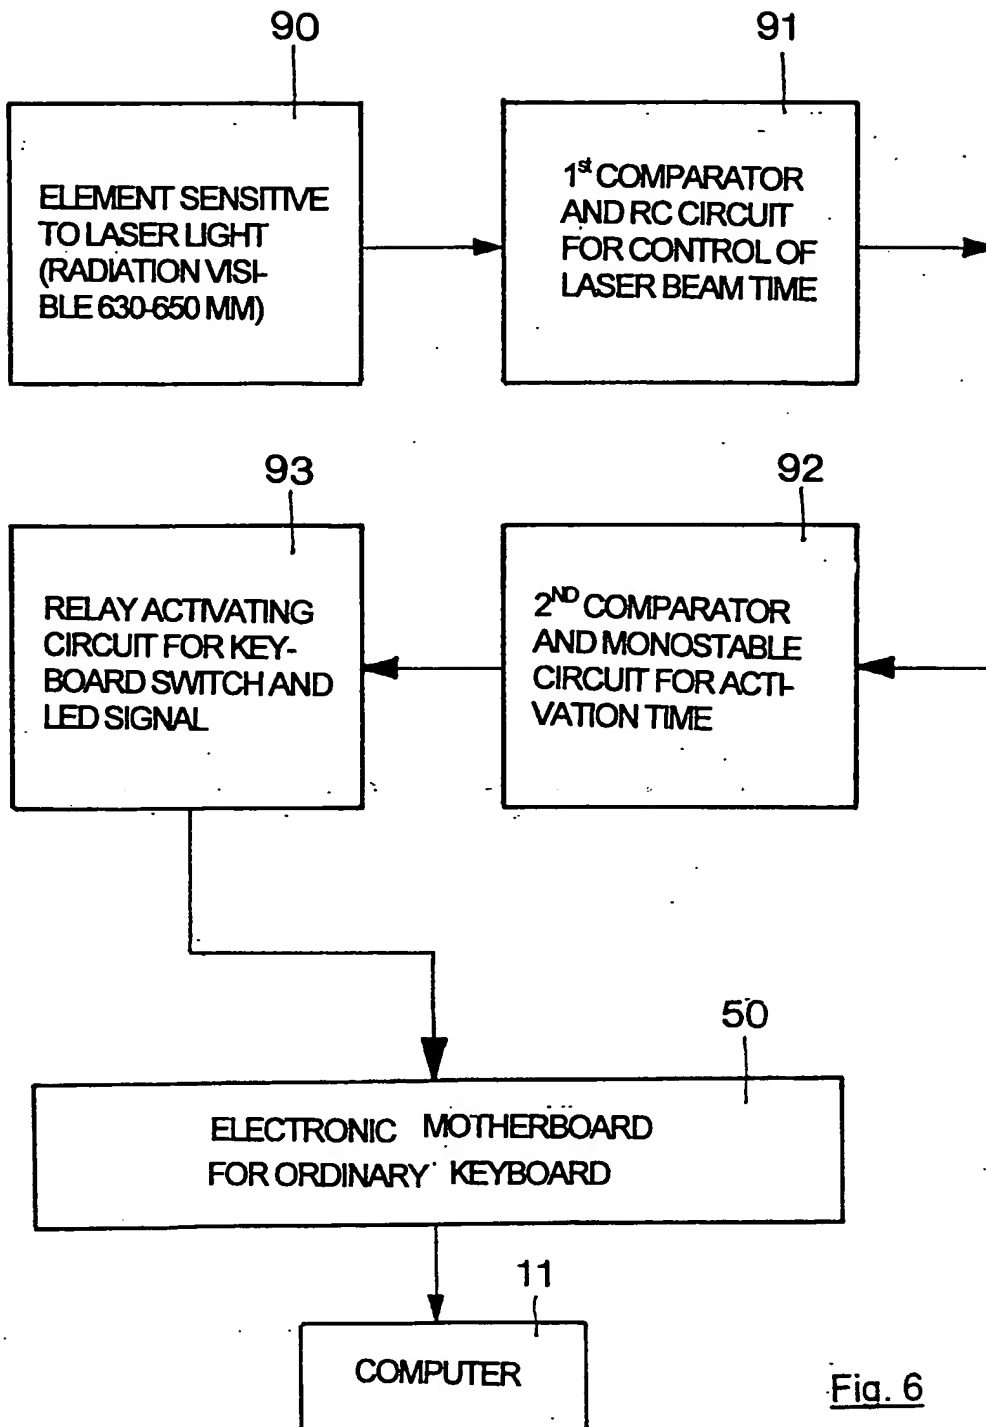 90
91
ELEMENT SENSITIVE
TO LASER LIGHT
(RADIATION VISI-
BLE 630-650 MM)
1st COMPARATOR
AND RC CIRCUIT
FOR CONTROL OF
LASER BEAM TIME
93
92
RELAY ACTIVATING
CIRCUIT FOR KEY-
BOARD SWITCH AND
LED SIGNAL
2ND COMPARATOR
AND MONOSTABLE
CIRCUIT FOR ACTI-
VATION TIME
50
ELECTRONIC MOTHERBOARD
FOR ORDINARY KEYBOARD
11
COMPUTER
Fig. 6